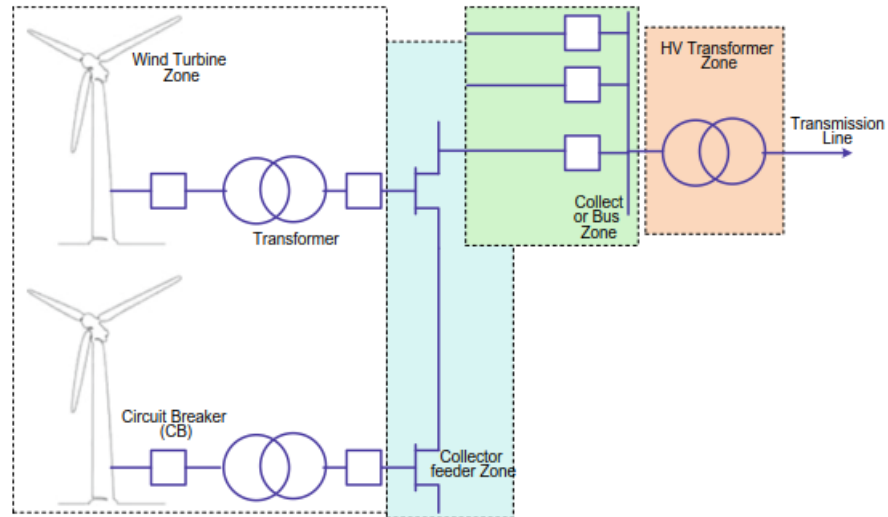 Wind Turbine
Zone
HV Transformer
Zone
Transmission
Line
Collect
or Bus
Zone
Transformer
Circuit Breaker
(CB)
Collector
feeder Zone